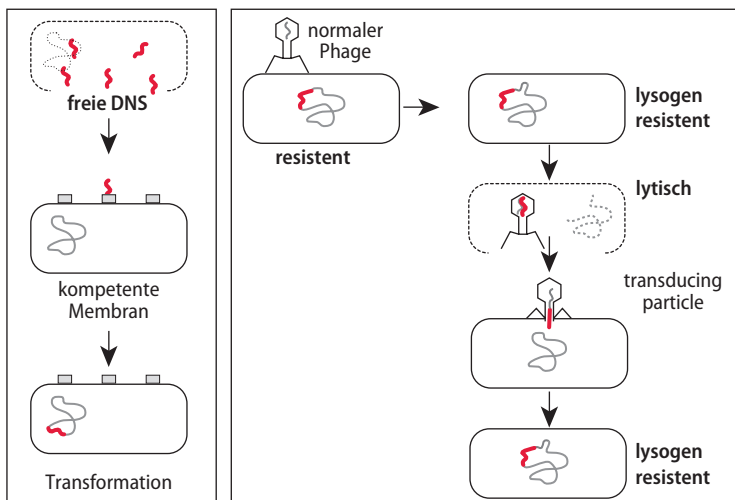 freie DNS
kompetente
Membran
Transformation
normaler
Phage
resistent
lysogen
resistent
lytisch
transducing
particle
lysogen
resistent